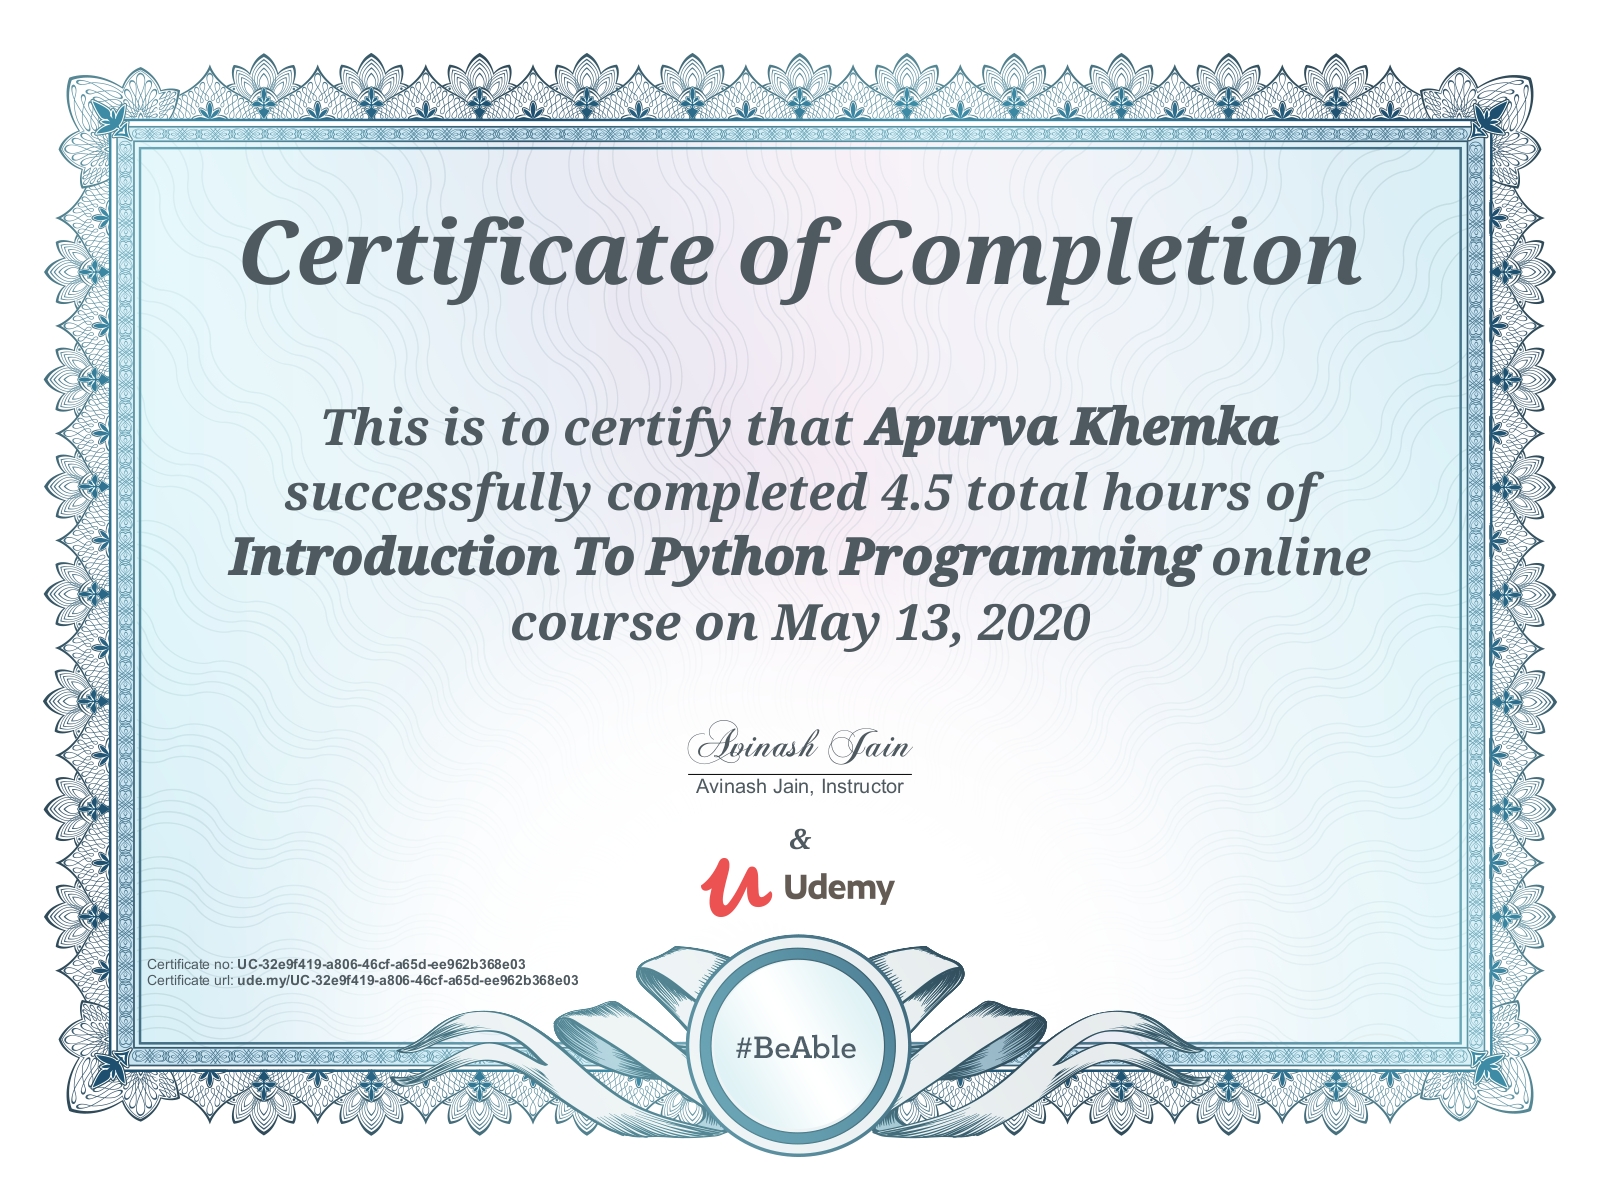 Certificate of Completion
This is to certify that Apurva Khemka
successfully completed 4.5 total hours of
Introduction To Python Programming online
course on May 13, 2020
Avinash Jain
Avinash Jain, Instructor
&
Udemy
Certificate no: UC-32e9f419-a806-46cf-a65d-ee962b368e03
Certificate url: ude.my/UC-32e9f419-a806-46cf-a65d-ee962b368e03
#BeAble